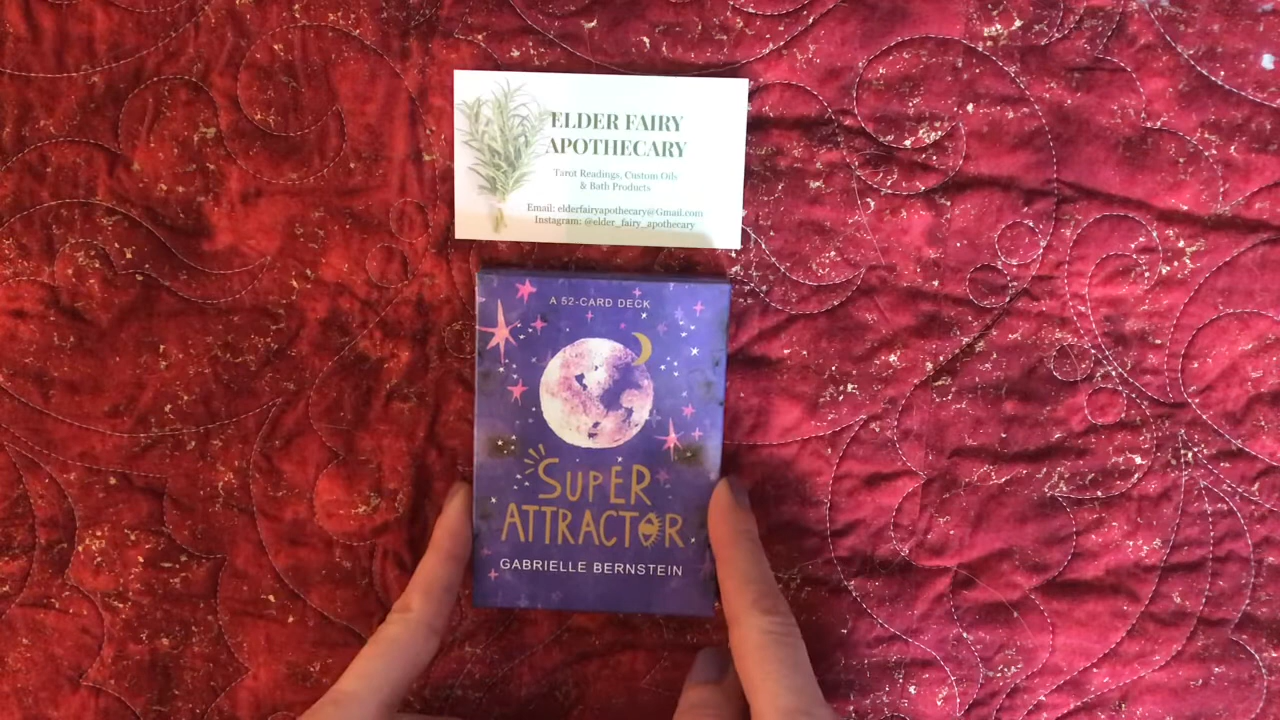 ELDER FAIRY
APOTHECARY
Tarot Readings, Custom Oils
& Bath Products
Email: elderfairyapothecary@Gmail.com
Instagram: @elder_fairy_apothecary
A 52-CARD DECK
SUPER
ATTRACTOR
GABRIELLE BERNSTEIN